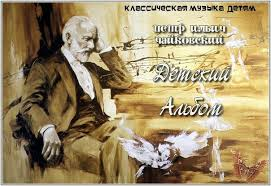 КЛАССИЧЕСКАЯ МУЗЫКА ДЕТЯМ
ПЕТР ИЛЬИЧ
ЧАЙКОВСКИЙ
Детский
Альбом